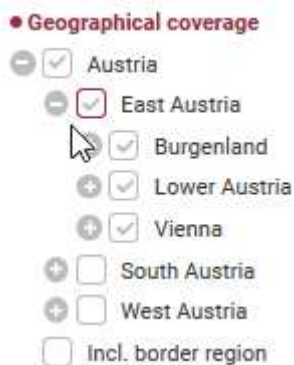 Geographical coverage
Austria
East Austria
Burgenland
Lower Austria
Vienna
South Austria
West Austria
Incl. border region